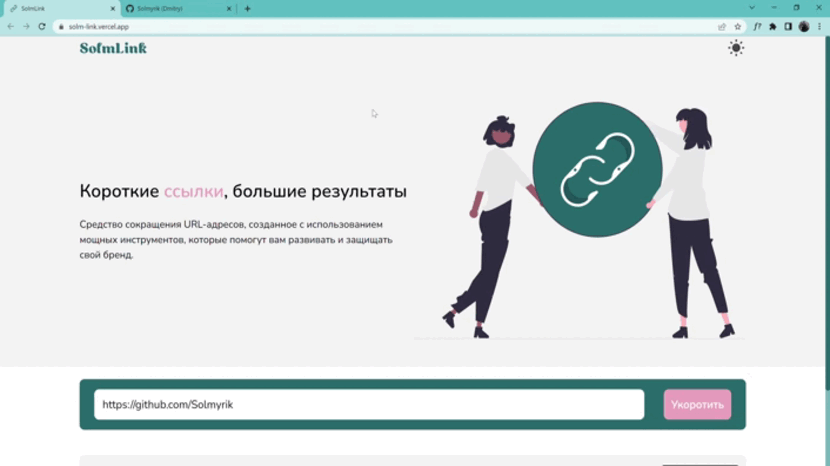 SolmLink
Solmyrik (Dmitry)
solm-link.vercel.app
SolmLink
Короткие ссылки, большие результаты
Средство сокращения URL-адресов, созданное с использованием
мощных инструментов, которые помогут вам развивать и защищать
свой бренд.
https://github.com/Solmyrik
Укоротить